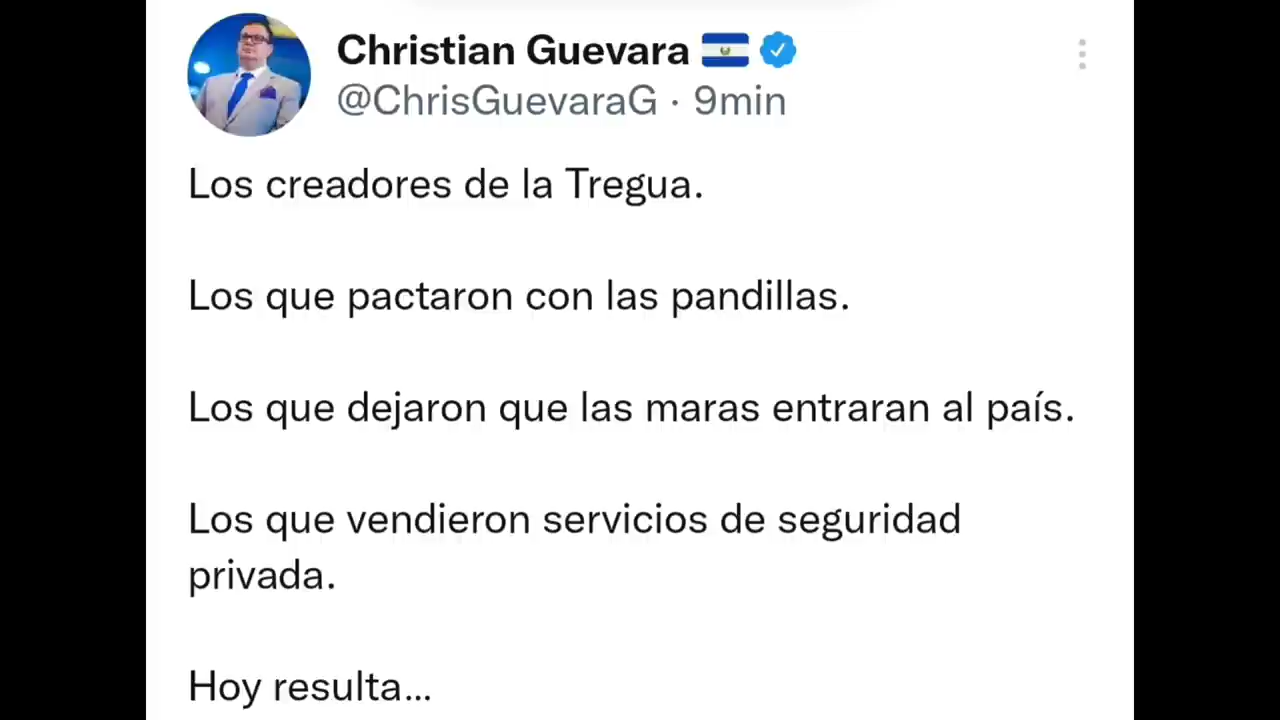 Christian Guevara 🇸🇻
@ChrisGuevaraG · 9min
Los creadores de la Tregua.
Los que pactaron con las pandillas.
Los que dejaron que las maras entraran al país.
Los que vendieron servicios de seguridad
privada.
Hoy resulta...